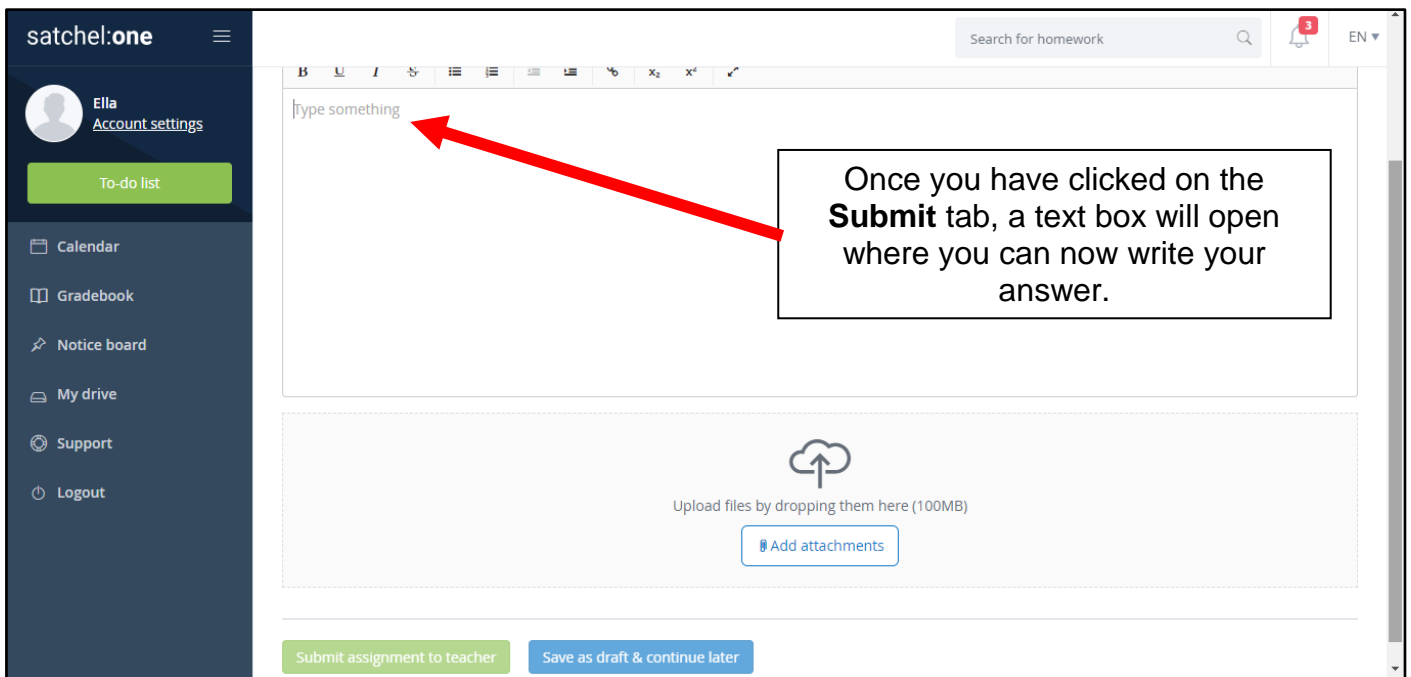 satchel:one
Search for homework
3
EN
Ella
Account settings
To-do list
Calendar
Gradebook
Notice board
My drive
Support
Logout
B U I S x₂ x²
Type something
Once you have clicked on the
Submit tab, a text box will open
where you can now write your
answer.
Upload files by dropping them here (100MB)
Add attachments
Submit assignment to teacher
Save as draft & continue later